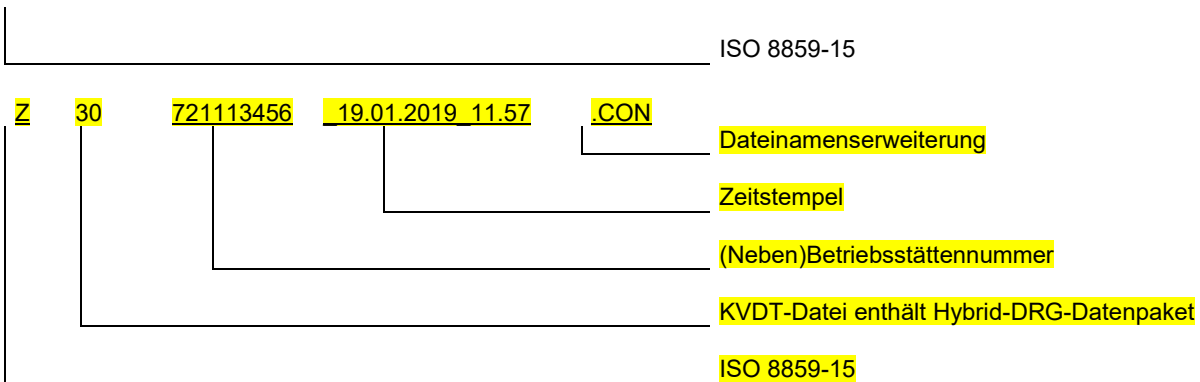 ISO 8859-15
Z 30 721113456 _19.01.2019_11.57 .CON
Dateinamenserweiterung
Zeitstempel
(Neben)Betriebsstättennummer
KVDT-Datei enthält Hybrid-DRG-Datenpaket
ISO 8859-15